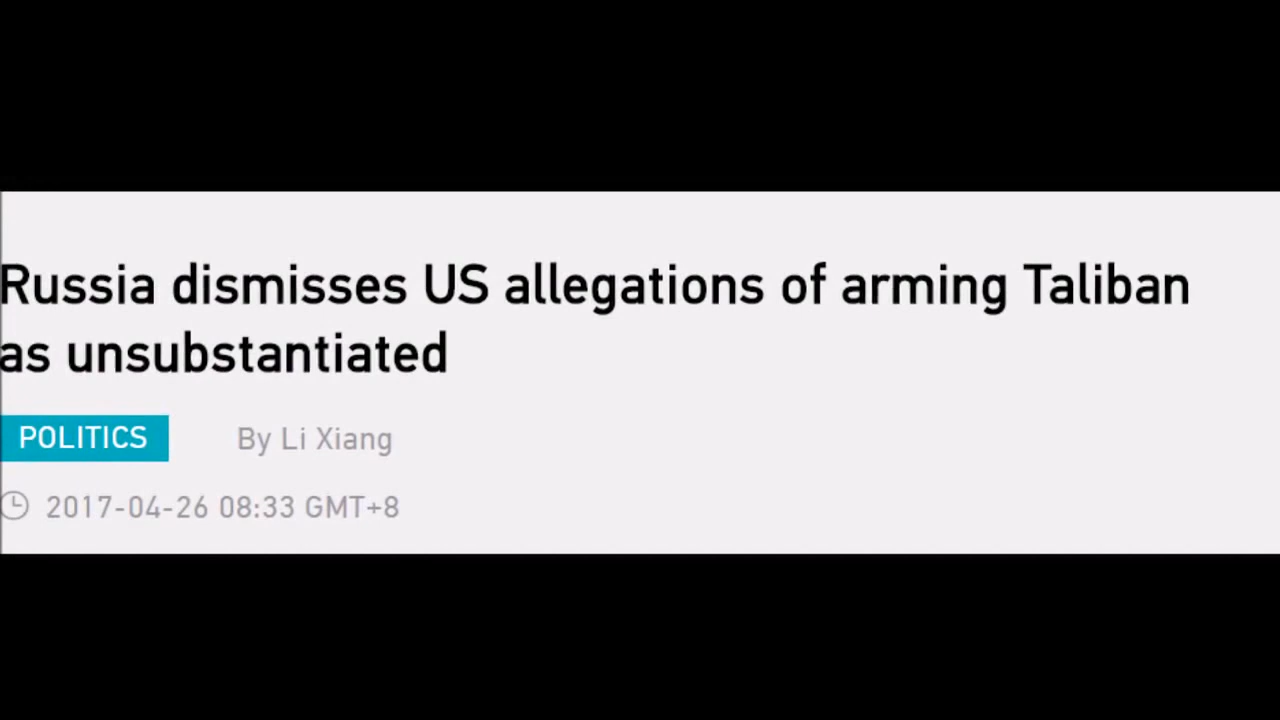 Russia dismisses US allegations of arming Taliban
as unsubstantiated
POLITICS By Li Xiang
2017-04-26 08:33 GMT+8